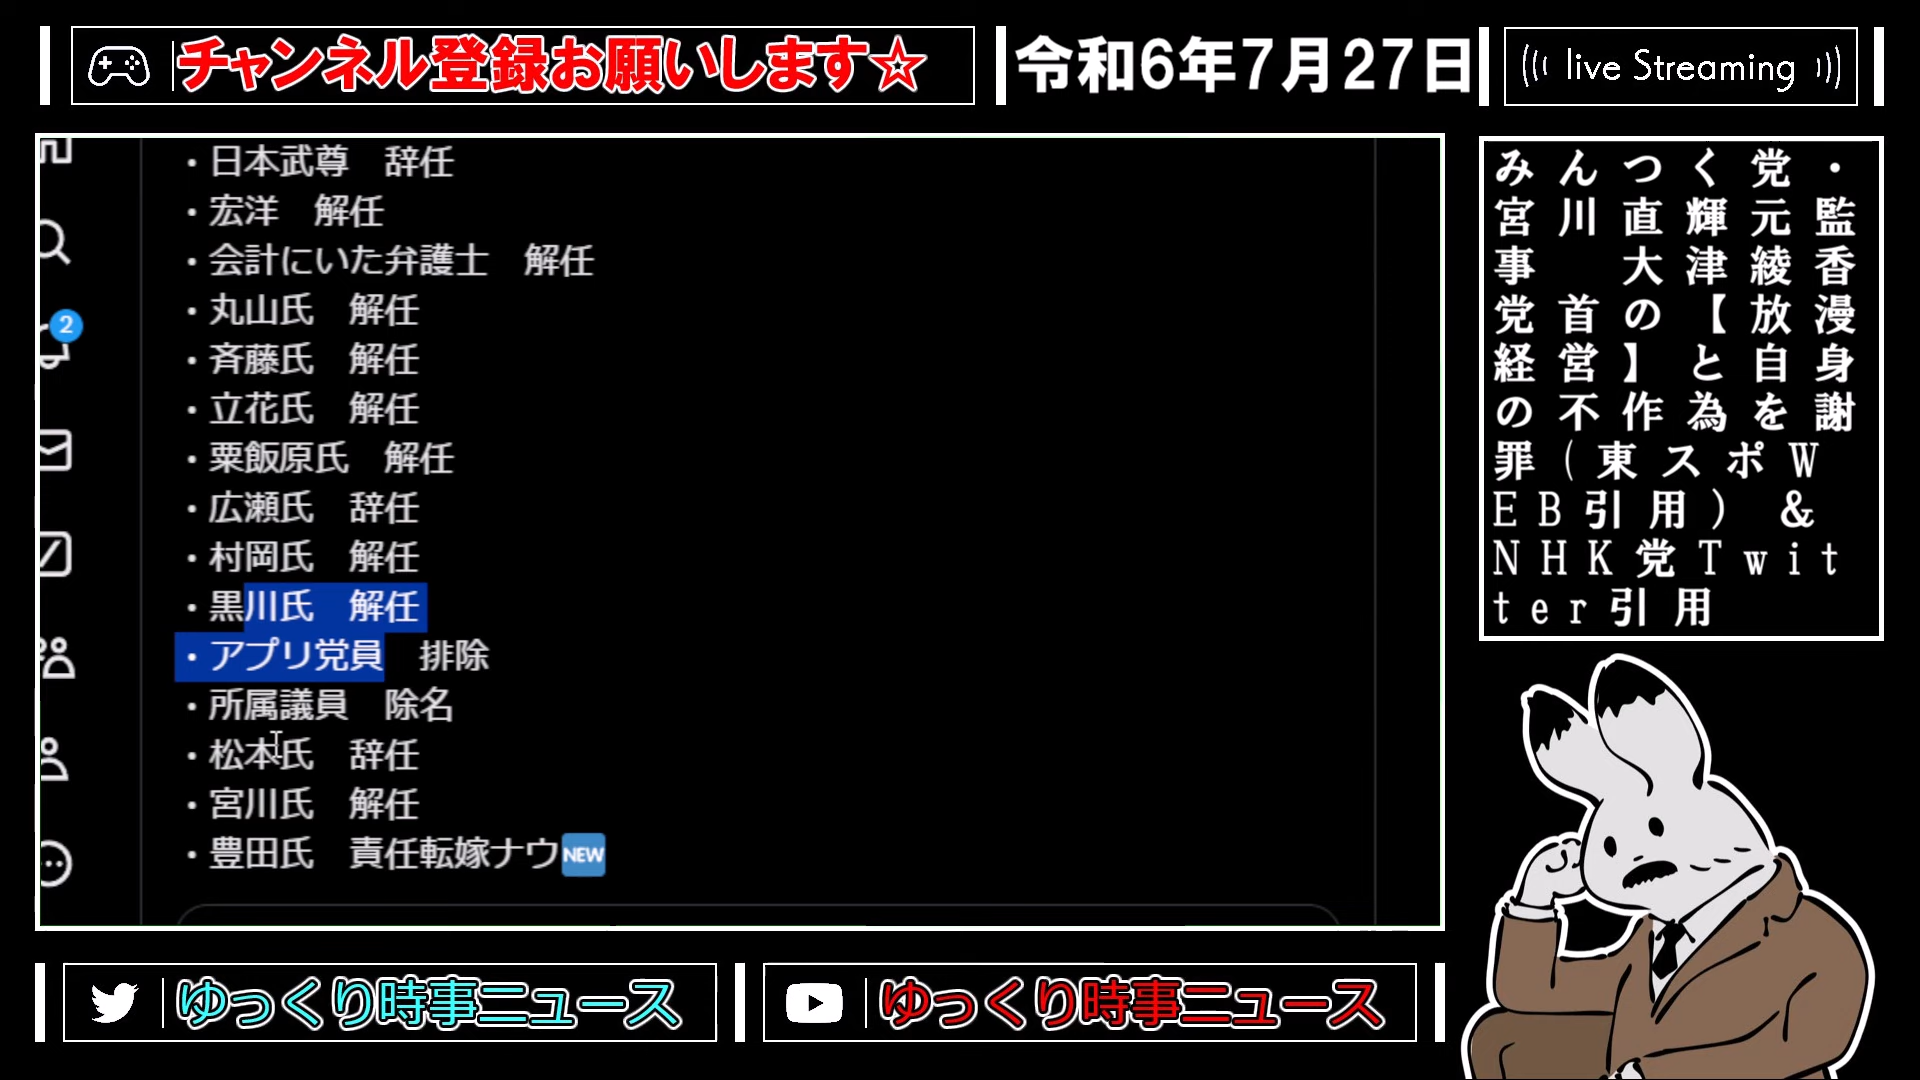 チャンネル登録お願いします☆
令和6年7月27日
live Streaming
・日本武尊　辞任
・宏洋　解任
・会計にいた弁護士　解任
・丸山氏　解任
・斉藤氏　解任
・立花氏　解任
・粟飯原氏　解任
・広瀬氏　辞任
・村岡氏　解任
・黒川氏　解任
・アプリ党員　排除
・所属議員　除名
・松本氏　辞任
・宮川氏　解任
・豊田氏　責任転嫁ナウNEW
2
みんつく党・
宮川直輝元監
事　大津綾香
党首の【放漫
経営】と自身
の不作為を謝
罪(東スポW
EB引用) &
NHK党Twit
ter引用
ゆっくり時事ニュース
ゆっくり時事ニュース